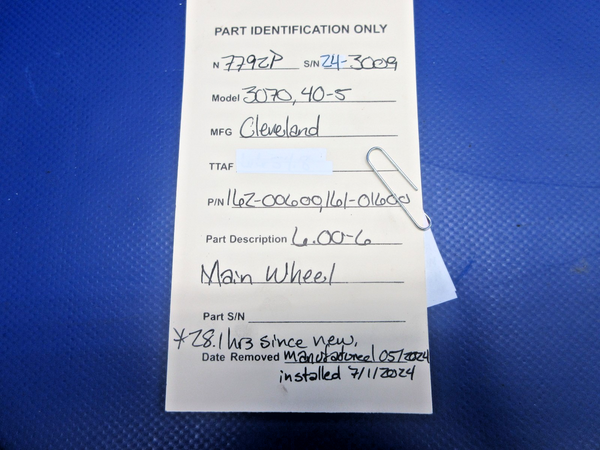 PART IDENTIFICATION ONLY
N 7792P S/N 24-3009
Model 3070, 40-5
MFG Cleveland
TTAF
P/N 162-00600, 161-01600
Part Description 6.00-6
Main Wheel
Part S/N
*28.1 hrs since new,
Date Removed Manufactured 05/2024
installed 7/1/2024